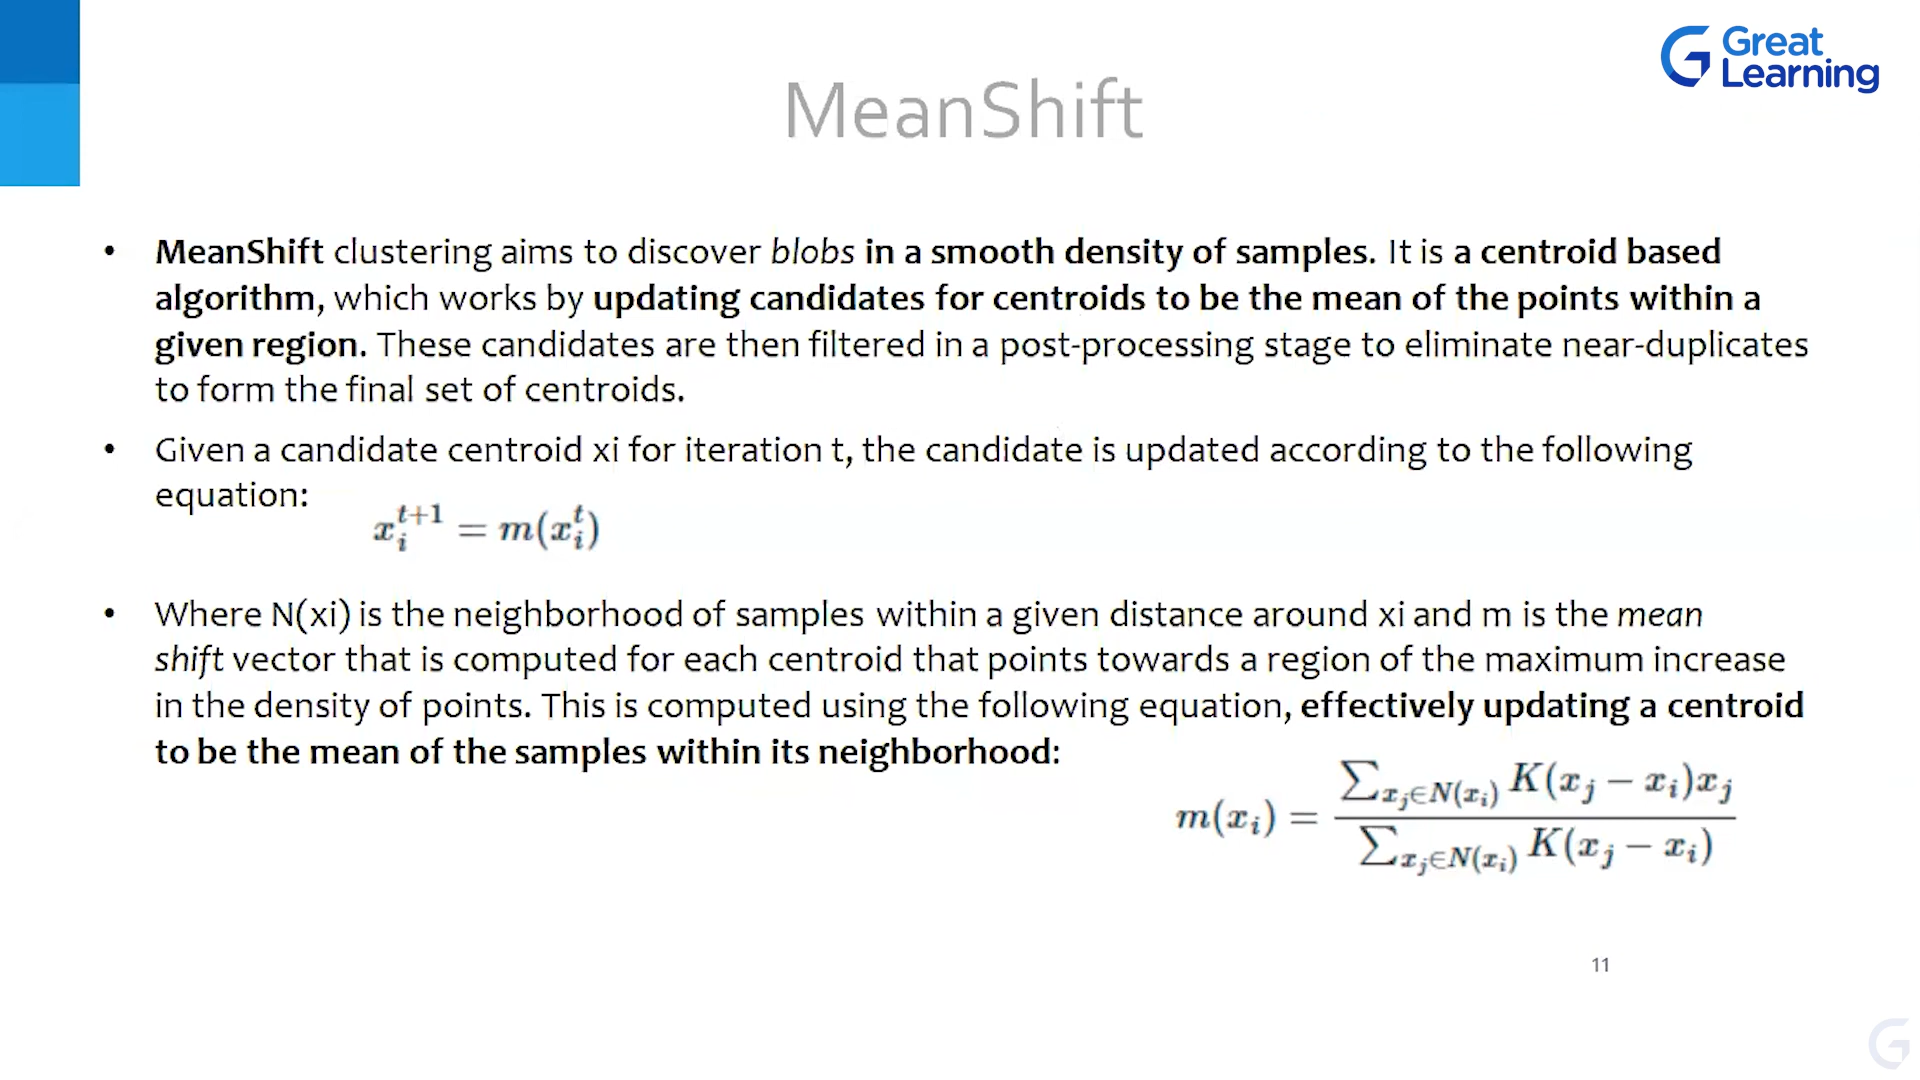 Great
Learning
MeanShift
• MeanShift clustering aims to discover blobs in a smooth density of samples. It is a centroid based
algorithm, which works by updating candidates for centroids to be the mean of the points within a
given region. These candidates are then filtered in a post-processing stage to eliminate near-duplicates
to form the final set of centroids.
• Given a candidate centroid xi for iteration t, the candidate is updated according to the following
equation:
x_i^{t+1} = m(x_i^t)
• Where N(xi) is the neighborhood of samples within a given distance around xi and m is the mean
shift vector that is computed for each centroid that points towards a region of the maximum increase
in the density of points. This is computed using the following equation, effectively updating a centroid
to be the mean of the samples within its neighborhood:
m(x_i) = \frac{\sum_{x_j \in N(x_i)} K(x_j - x_i)x_j}{\sum_{x_j \in N(x_i)} K(x_j - x_i)}
11